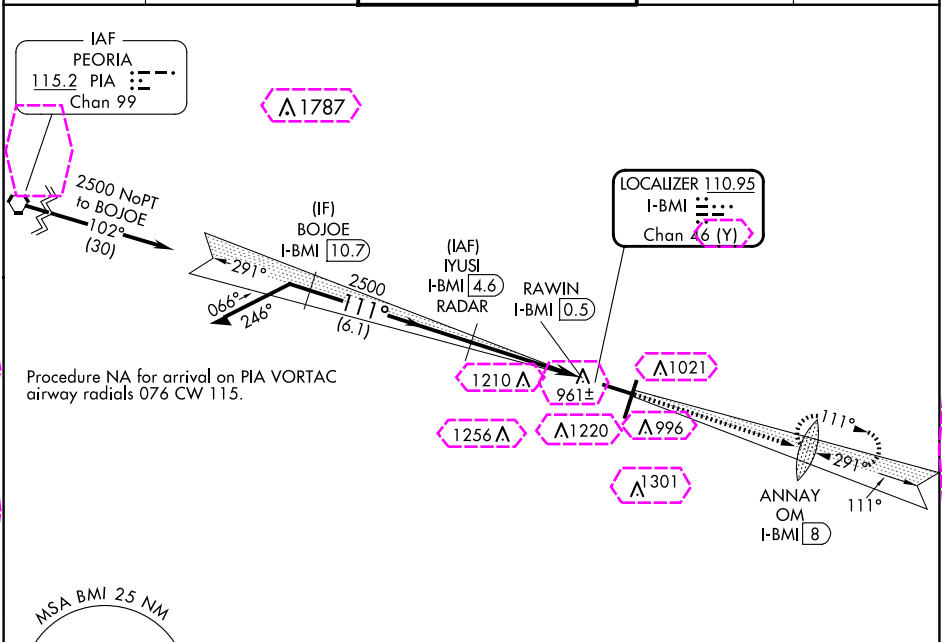 IAF
PEORIA
115.2 PIA
Chan 99
1787
2500 NoPT
to BOJOE
102°
(30)
LOCALIZER 110.95
I-BMI
Chan 46 (Y)
(IF)
BOJOE
I-BMI 10.7
(IAF)
IYUSI
I-BMI 4.6
RADAR
RAWIN
I-BMI 0.5
291°
2500
111°
(6.1)
066°
246°
Procedure NA for arrival on PIA VORTAC
airway radials 076 CW 115.
1210
961±
1021
1256
1220
996
1301
111°
291°
111°
ANNAY
OM
I-BMI 8
MSA BMI 25 NM